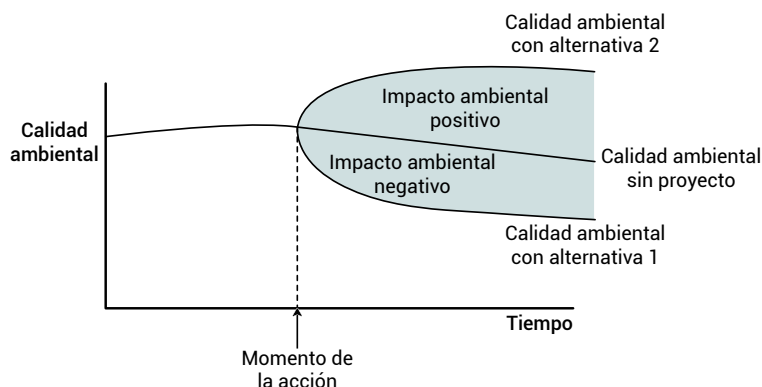 Calidad ambiental
con alternativa 2
Impacto ambiental
positivo
Calidad
ambiental
Impacto ambiental
negativo
Calidad ambiental
sin proyecto
Calidad ambiental
con alternativa 1
Tiempo
Momento de
la acción